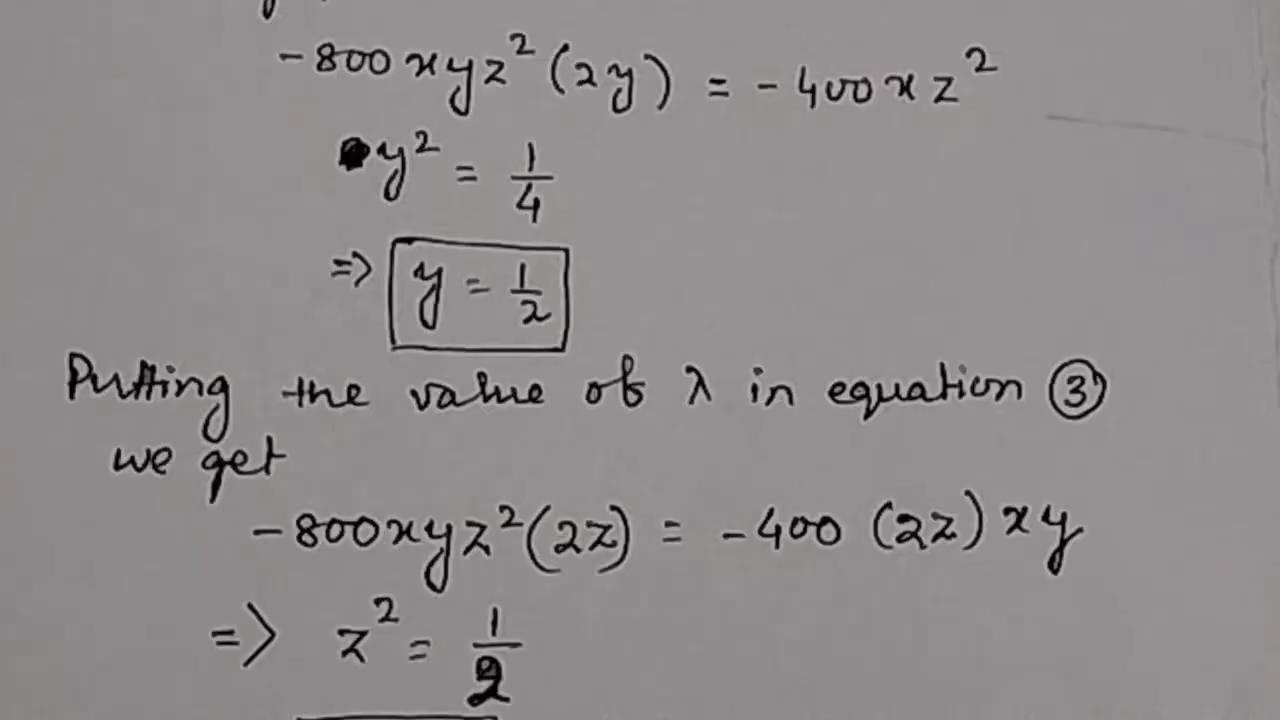 -800xyz²(2y) = -400xz²
y² = 1/4
=> y = 1/2
Putting the value of λ in equation ③
we get
-800xyz²(2z) = -400 (2z)xy
=> z² = 1/2